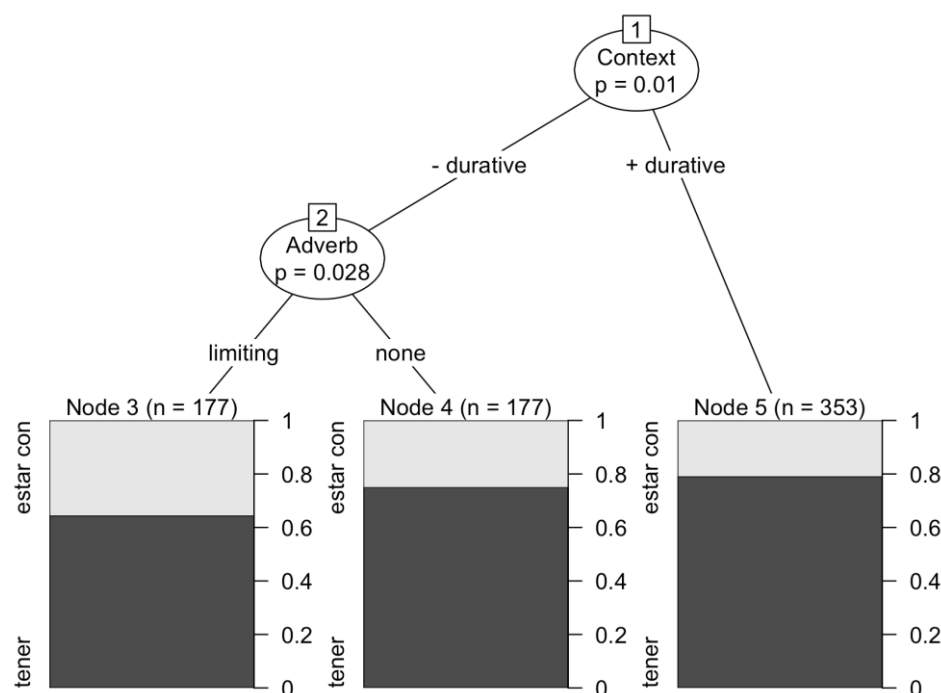 1
Context
p = 0.01
- durative
+ durative
2
Adverb
p = 0.028
limiting
none
Node 3 (n = 177)
estar con
tener
1
0.8
0.6
0.4
0.2
0
Node 4 (n = 177)
estar con
tener
1
0.8
0.6
0.4
0.2
0
Node 5 (n = 353)
estar con
tener
1
0.8
0.6
0.4
0.2
0